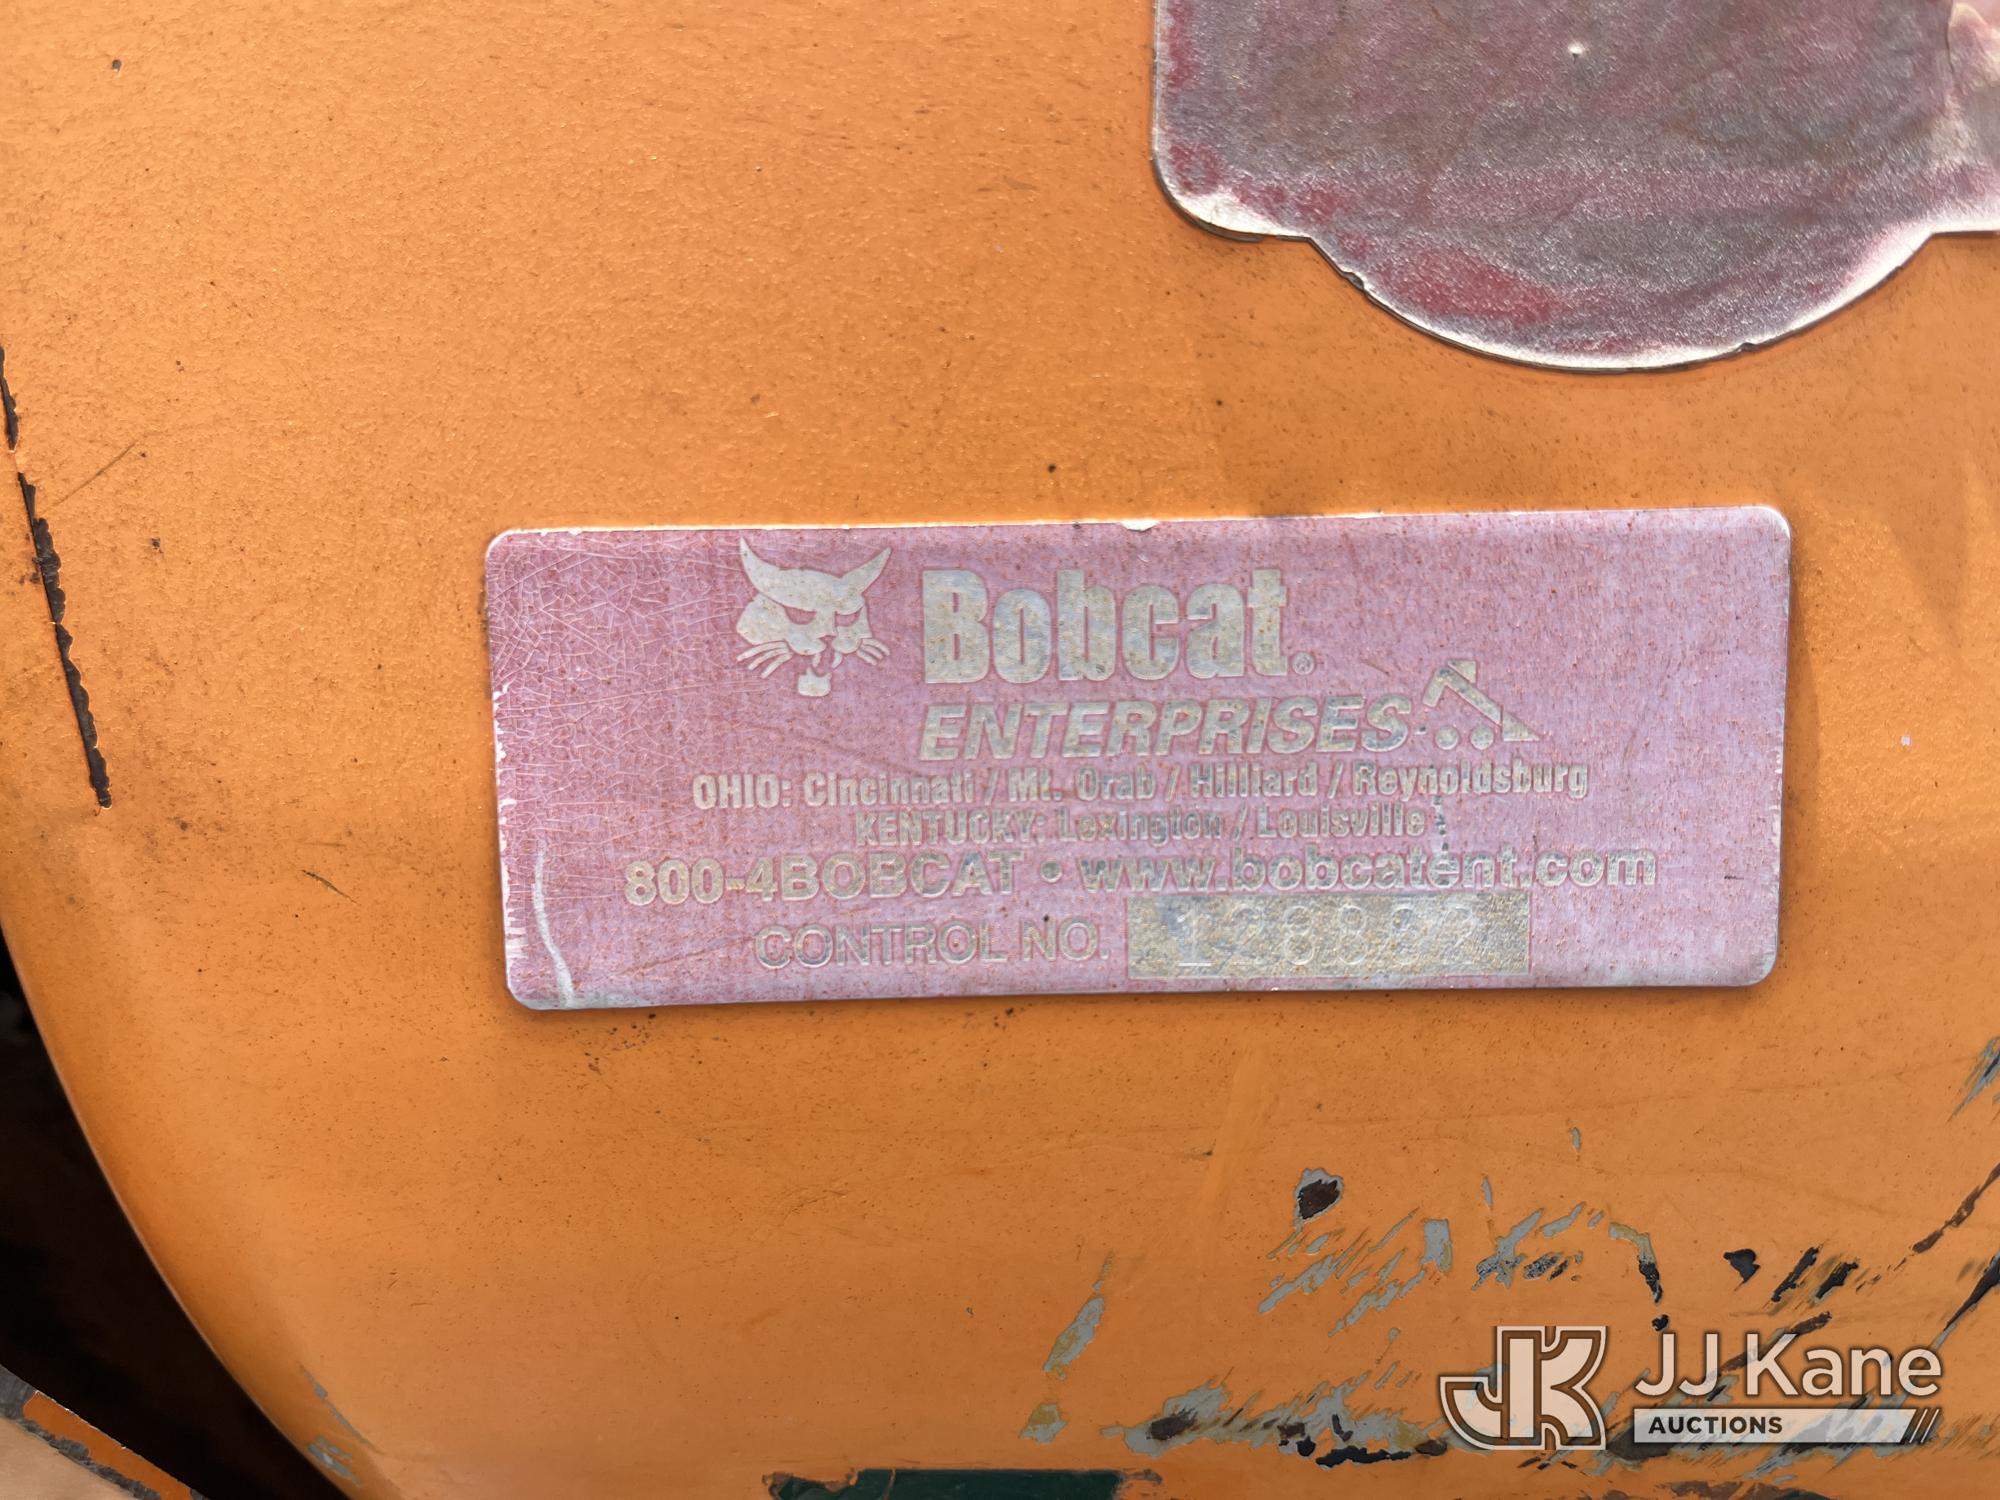 Bobcat®
ENTERPRISES
OHIO: Cincinnati / Mt. Orab / Hilliard / Reynoldsburg
KENTUCKY: Lexington / Louisville
800-4BOBCAT • www.bobcatent.com
CONTROL NO.
JK JJ Kane
AUCTIONS